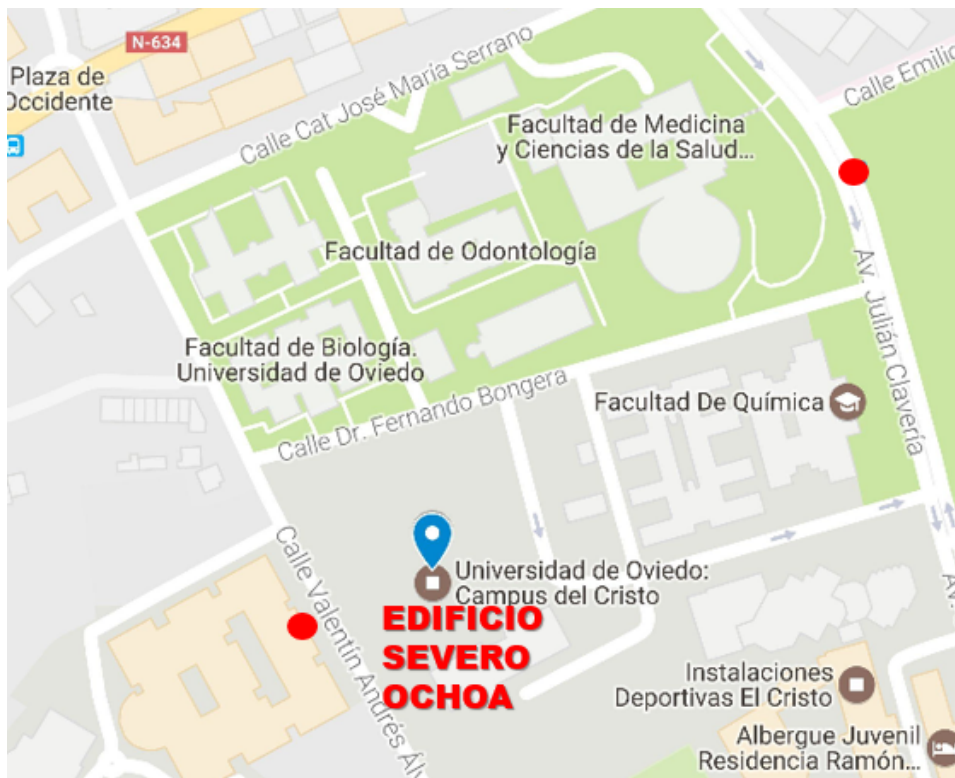 N-634
Plaza de
Occidente
Calle Cat José María Serrano
Calle Emilio
Facultad de Medicina
y Ciencias de la Salud...
Facultad de Odontología
Av. Julián Clavería
Facultad de Biología.
Universidad de Oviedo
Calle Dr. Fernando Bongera
Facultad De Química
Universidad de Oviedo:
Campus del Cristo
Calle Valentín Andrés Ál
EDIFICIO
SEVERO
OCHOA
Av.
Instalaciones
Deportivas El Cristo
Albergue Juvenil
Residencia Ramón...